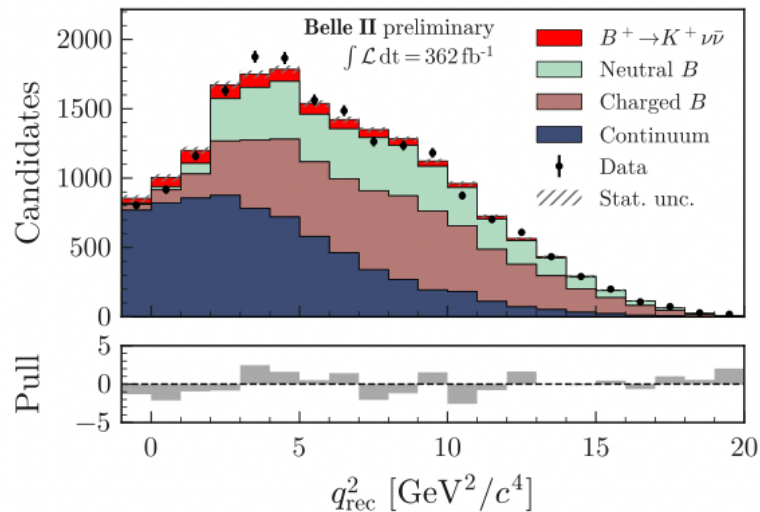 Belle II preliminary
∫ ℒ dt = 362 fb⁻¹
B⁺→K⁺νν̄
Neutral B
Charged B
Continuum
Data
Stat. unc.
Candidates
2000
1500
1000
500
0
Pull
5
0
−5
0
5
10
15
20
q²rec [GeV²/c⁴]